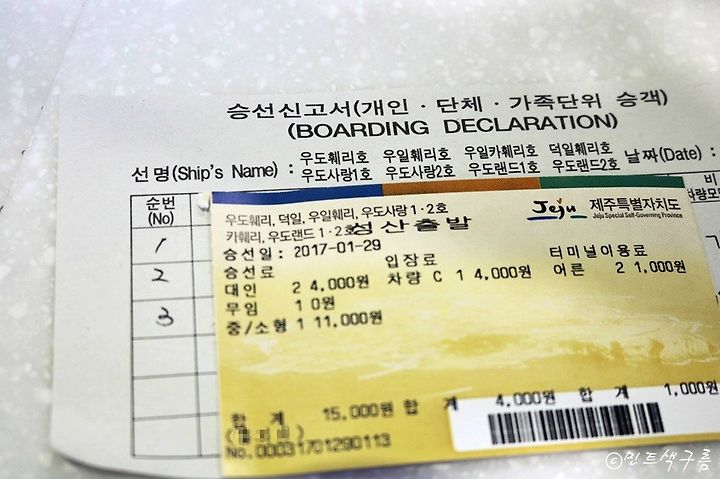 승선신고서(개인 · 단체 · 가족단위 승객)
(BOARDING DECLARATION)
선명(Ship's Name) : 우도훼리호 우일훼리호 우일카훼리호 덕일훼리호 날짜(Date) :
우도사랑1호 우도사랑2호 우도랜드1호 우도랜드2호
순번
(No)
비
1
2
3
우도훼리, 덕일, 우일훼리, 우도사랑1·2호
카훼리, 우도랜드1·2호 성산출발
Jeju 제주특별자치도
Jeju Special Self-Governing Province
승선일: 2017-01-29
승선료 입장료 터미널이용료
대인 2 4,000원 차량 C 1 4,000원 어른 2 1,000원
무임 1 0원
중/소형 1 11,000원
합 계 15,000원 합 계 4,000원 합 계 1,000원
No.00031701290113
©민트색구름